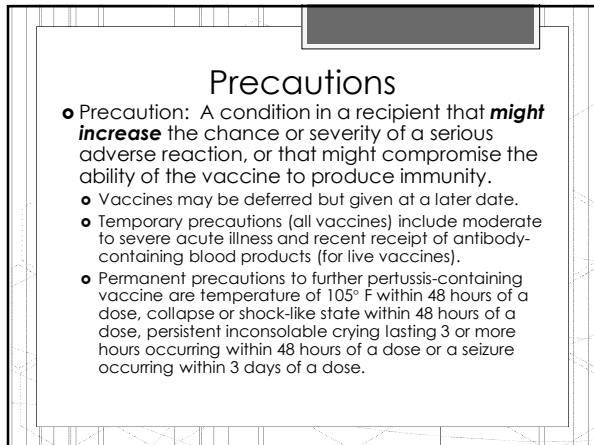 Precautions
Precaution: A condition in a recipient that might
increase the chance or severity of a serious
adverse reaction, or that might compromise the
ability of the vaccine to produce immunity.
Vaccines may be deferred but given at a later date.
Temporary precautions (all vaccines) include moderate
to severe acute illness and recent receipt of antibody-
containing blood products (for live vaccines).
Permanent precautions to further pertussis-containing
vaccine are temperature of 105° F within 48 hours of a
dose, collapse or shock-like state within 48 hours of a
dose, persistent inconsolable crying lasting 3 or more
hours occurring within 48 hours of a dose or a seizure
occurring within 3 days of a dose.